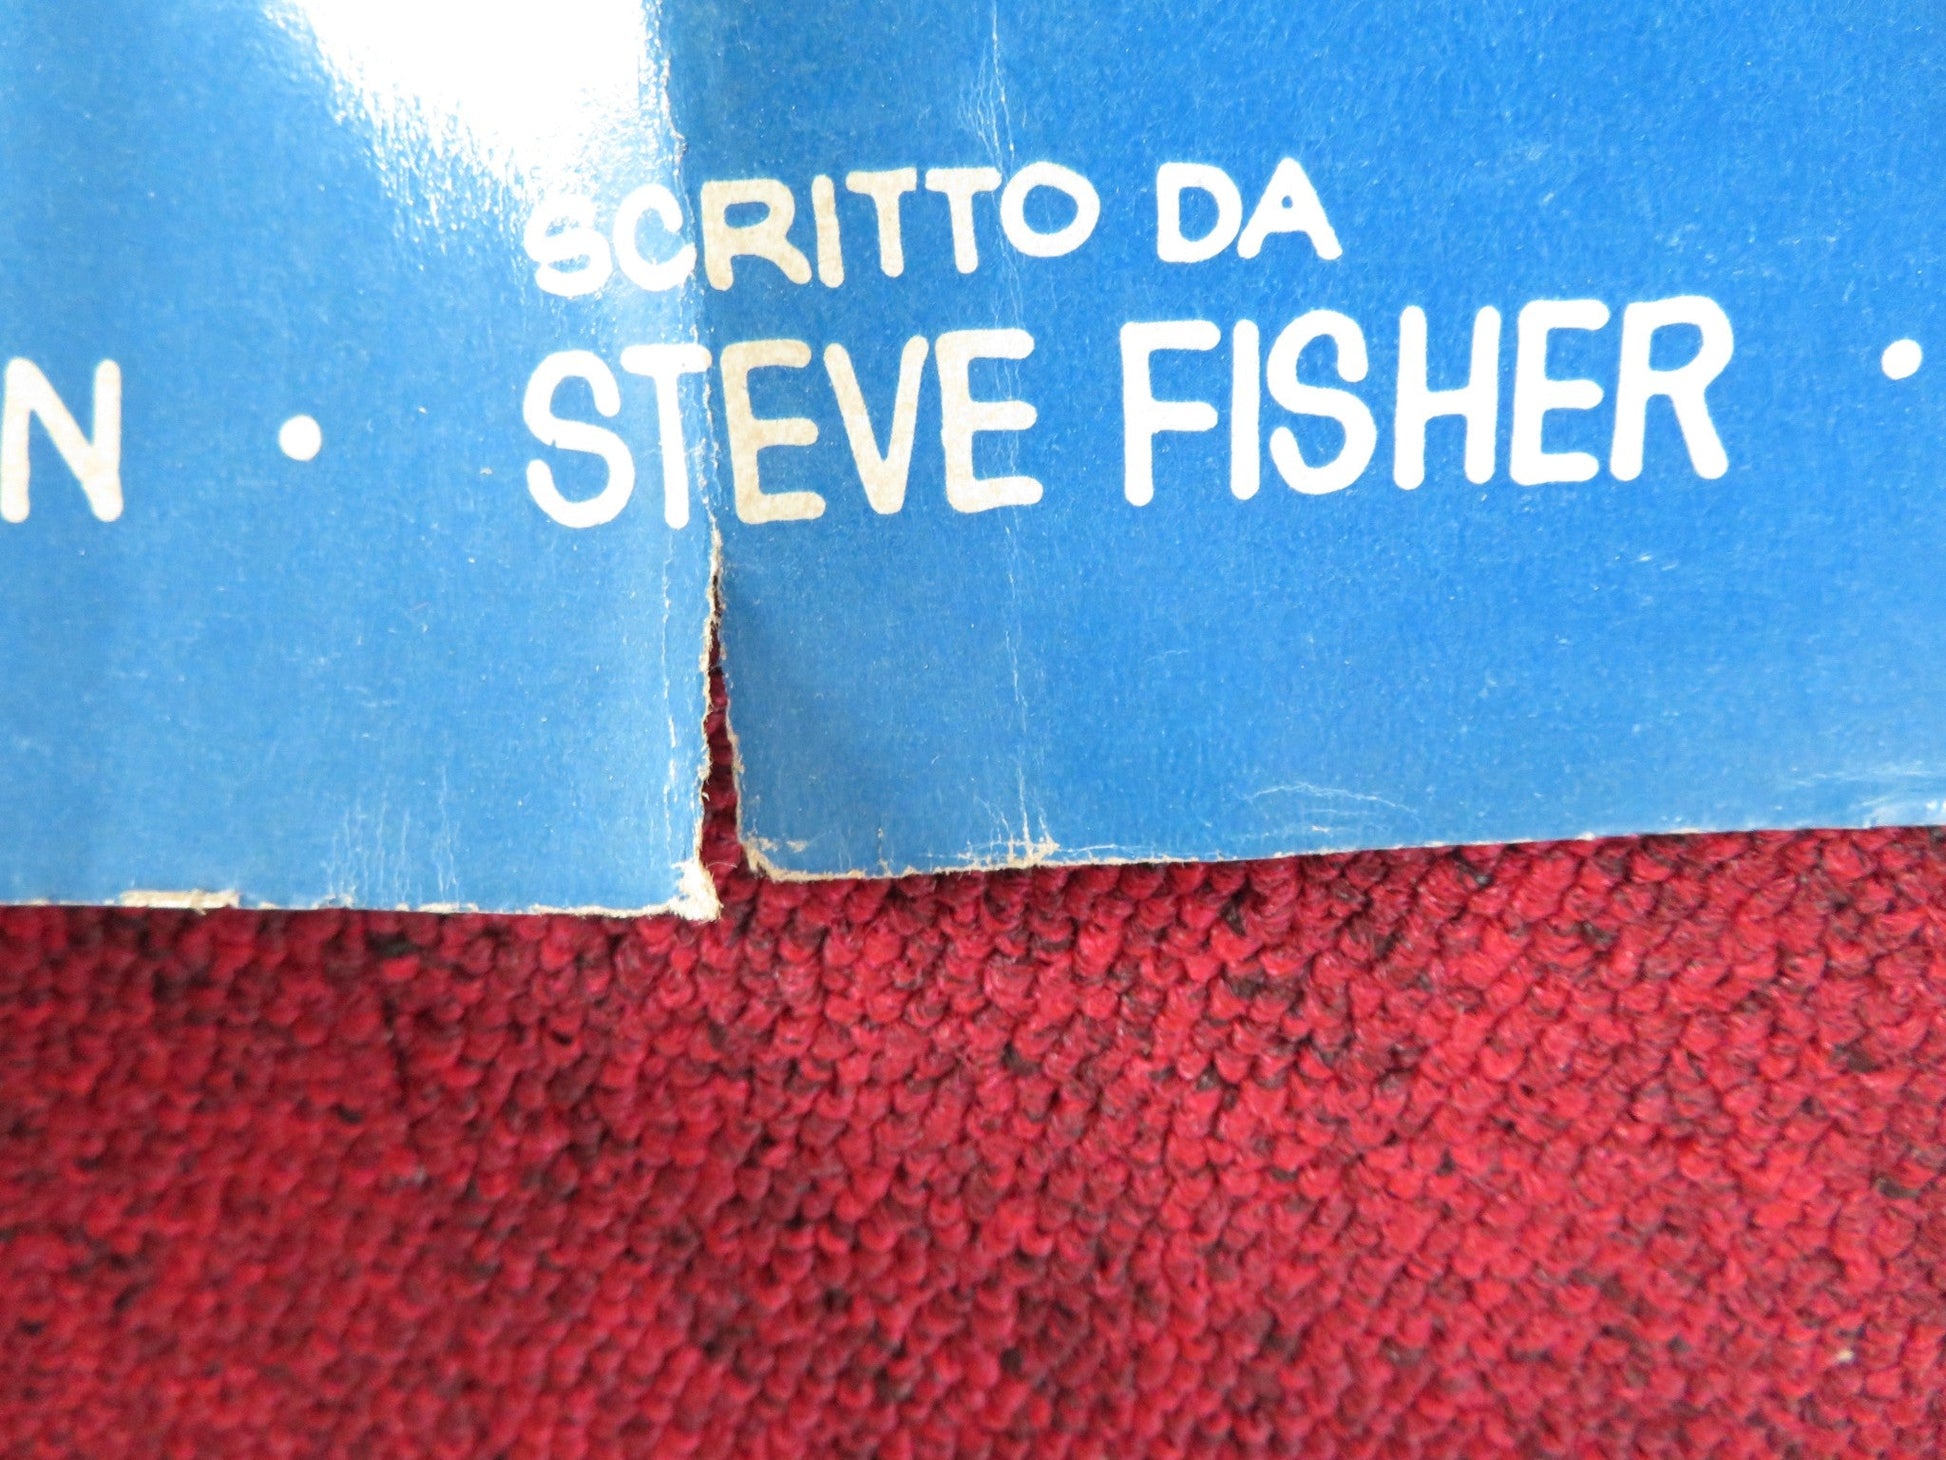 N • SCRITTO DA
STEVE FISHER •